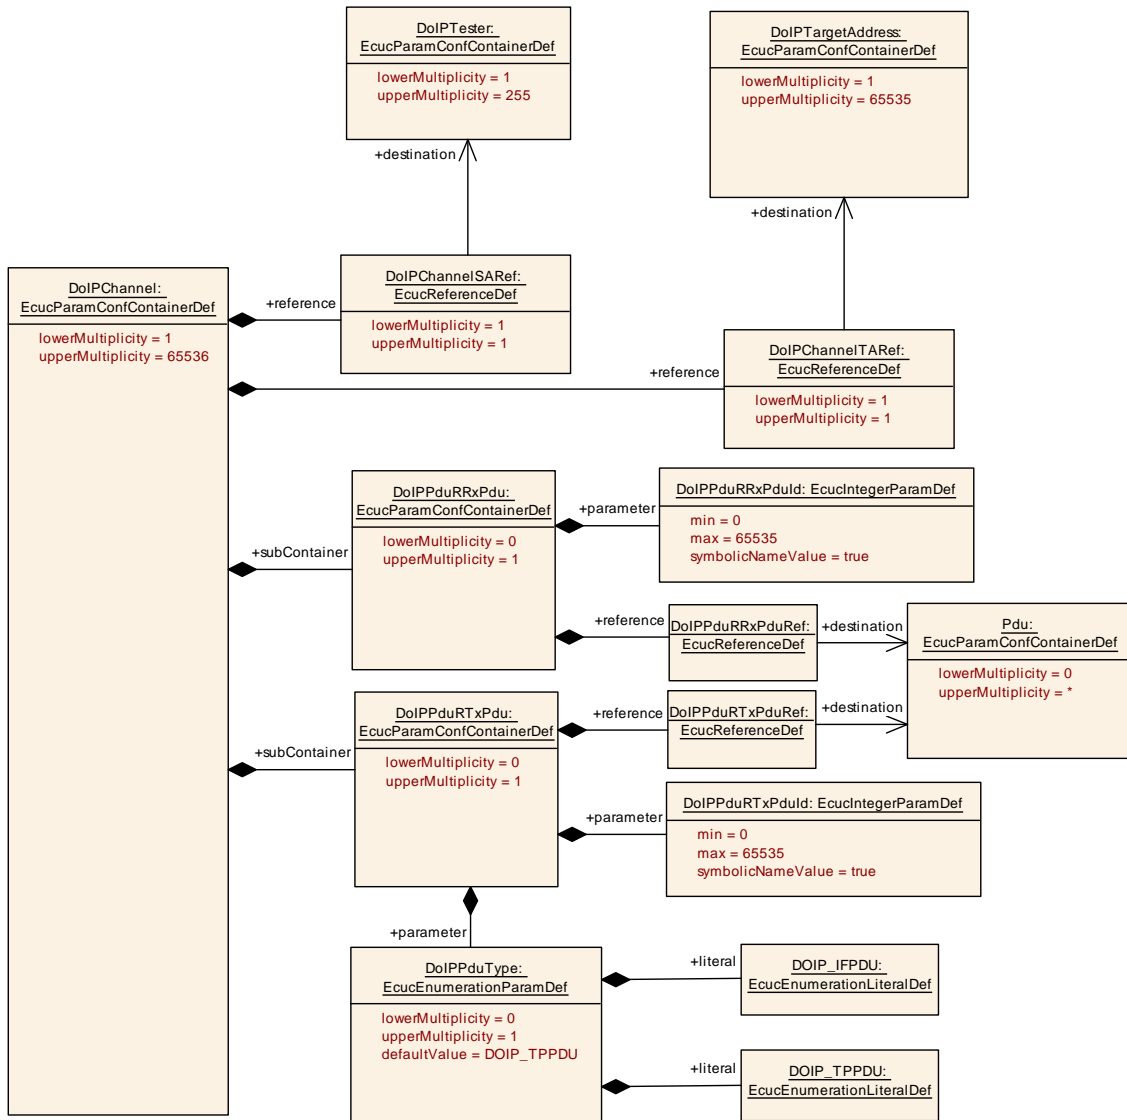 DoIPTester:
EcucParamConfContainerDef
lowerMultiplicity = 1
upperMultiplicity = 255
DoIPTargetAddress:
EcucParamConfContainerDef
lowerMultiplicity = 1
upperMultiplicity = 65535
+destination
+destination
DoIPChannel:
EcucParamConfContainerDef
lowerMultiplicity = 1
upperMultiplicity = 65536
+reference
DoIPChannelSARef:
EcucReferenceDef
lowerMultiplicity = 1
upperMultiplicity = 1
+reference
DoIPChannelTARef:
EcucReferenceDef
lowerMultiplicity = 1
upperMultiplicity = 1
+subContainer
DoIPPduRRxPdu:
EcucParamConfContainerDef
lowerMultiplicity = 0
upperMultiplicity = 1
+parameter
DoIPPduRRxPduId: EcucIntegerParamDef
min = 0
max = 65535
symbolicNameValue = true
+reference
DoIPPduRRxPduRef:
EcucReferenceDef
+destination
Pdu:
EcucParamConfContainerDef
lowerMultiplicity = 0
upperMultiplicity = *
+subContainer
DoIPPduRTxPdu:
EcucParamConfContainerDef
lowerMultiplicity = 0
upperMultiplicity = 1
+reference
DoIPPduRTxPduRef:
EcucReferenceDef
+destination
+parameter
DoIPPduRTxPduId: EcucIntegerParamDef
min = 0
max = 65535
symbolicNameValue = true
+parameter
DoIPPduType:
EcucEnumerationParamDef
lowerMultiplicity = 0
upperMultiplicity = 1
defaultValue = DOIP_TPPDU
+literal
DOIP_IFPDU:
EcucEnumerationLiteralDef
+literal
DOIP_TPPDU:
EcucEnumerationLiteralDef